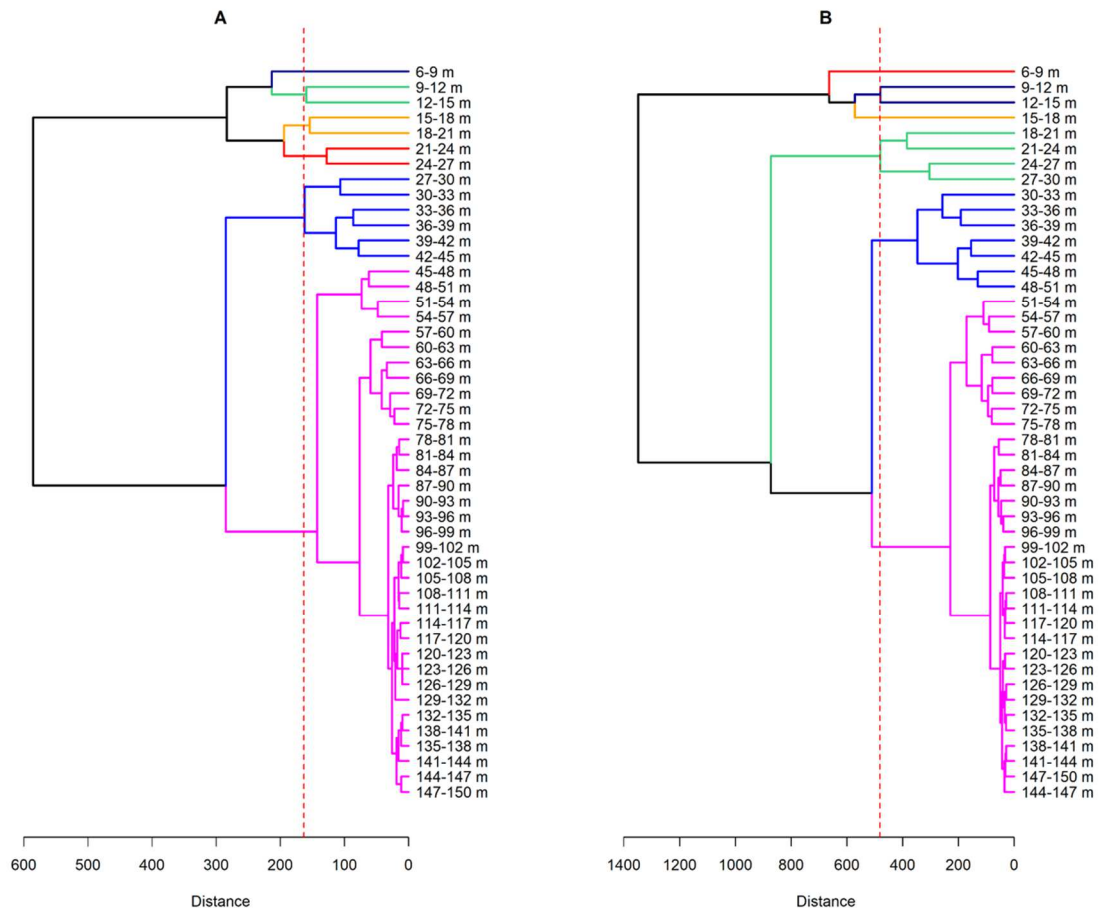 A
6-9 m
9-12 m
12-15 m
15-18 m
18-21 m
21-24 m
24-27 m
27-30 m
30-33 m
33-36 m
36-39 m
39-42 m
42-45 m
45-48 m
48-51 m
51-54 m
54-57 m
57-60 m
60-63 m
63-66 m
66-69 m
69-72 m
72-75 m
75-78 m
78-81 m
81-84 m
84-87 m
87-90 m
90-93 m
93-96 m
96-99 m
99-102 m
102-105 m
105-108 m
108-111 m
111-114 m
114-117 m
117-120 m
120-123 m
123-126 m
126-129 m
129-132 m
132-135 m
138-141 m
135-138 m
141-144 m
144-147 m
147-150 m
600 500 400 300 200 100 0
Distance
B
6-9 m
9-12 m
12-15 m
15-18 m
18-21 m
21-24 m
24-27 m
27-30 m
30-33 m
33-36 m
36-39 m
39-42 m
42-45 m
45-48 m
48-51 m
51-54 m
54-57 m
57-60 m
60-63 m
63-66 m
66-69 m
69-72 m
72-75 m
75-78 m
78-81 m
81-84 m
84-87 m
87-90 m
90-93 m
93-96 m
96-99 m
99-102 m
102-105 m
105-108 m
108-111 m
111-114 m
117-120 m
114-117 m
120-123 m
123-126 m
126-129 m
129-132 m
132-135 m
135-138 m
138-141 m
141-144 m
147-150 m
144-147 m
1400 1200 1000 800 600 400 200 0
Distance